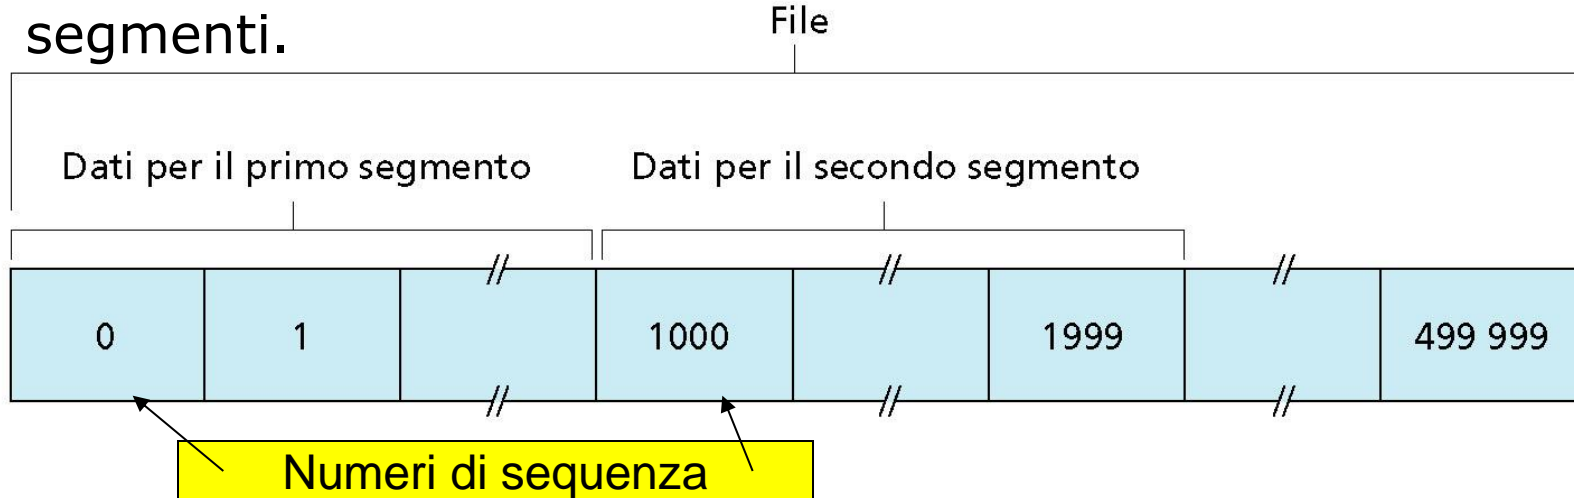 segmenti.
File
Dati per il primo segmento Dati per il secondo segmento
0 1 1000 1999 499 999
Numeri di sequenza